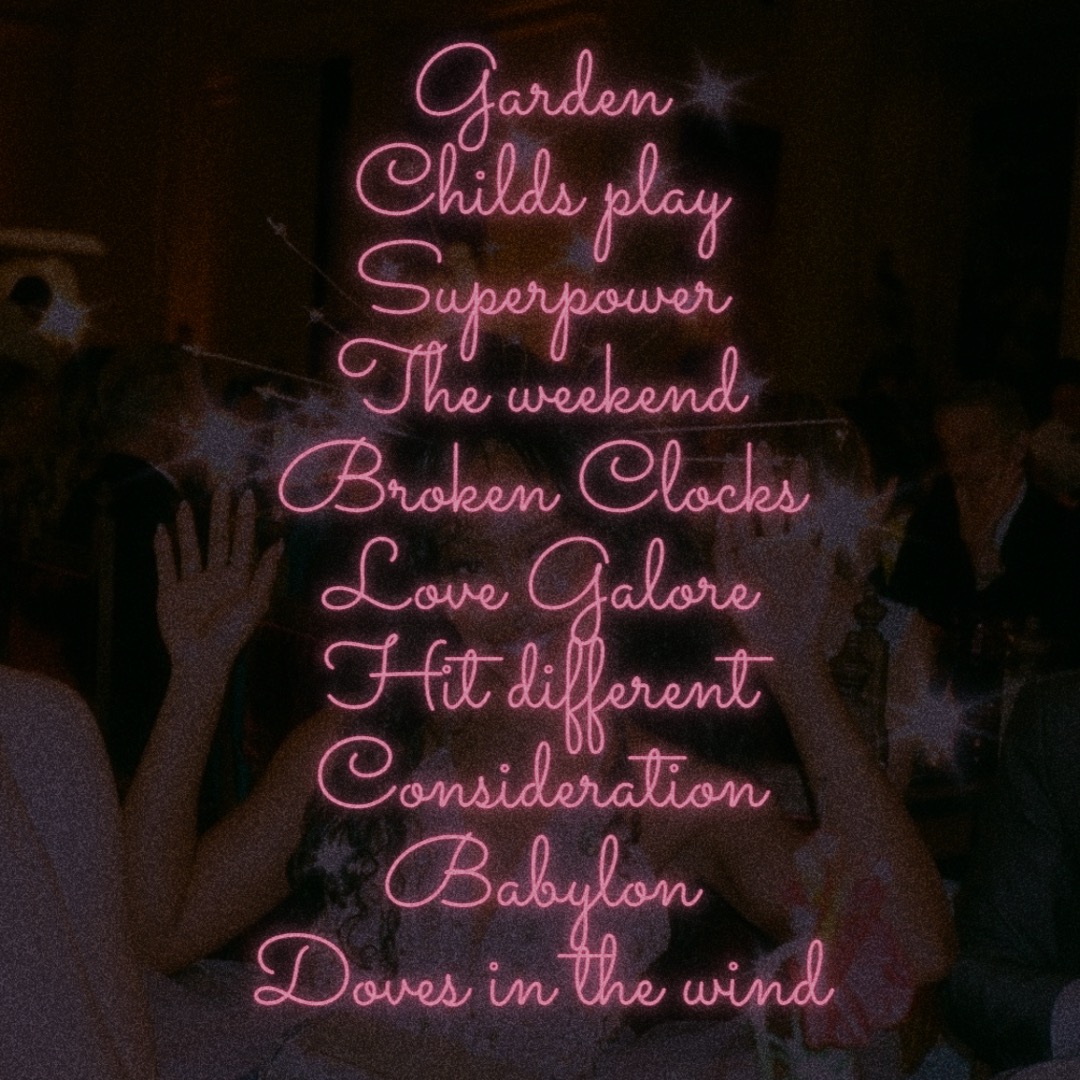 Garden
Childs play
Superpower
The weekend
Broken Clocks
Love Galore
Hit different
Consideration
Babylon
Doves in the wind